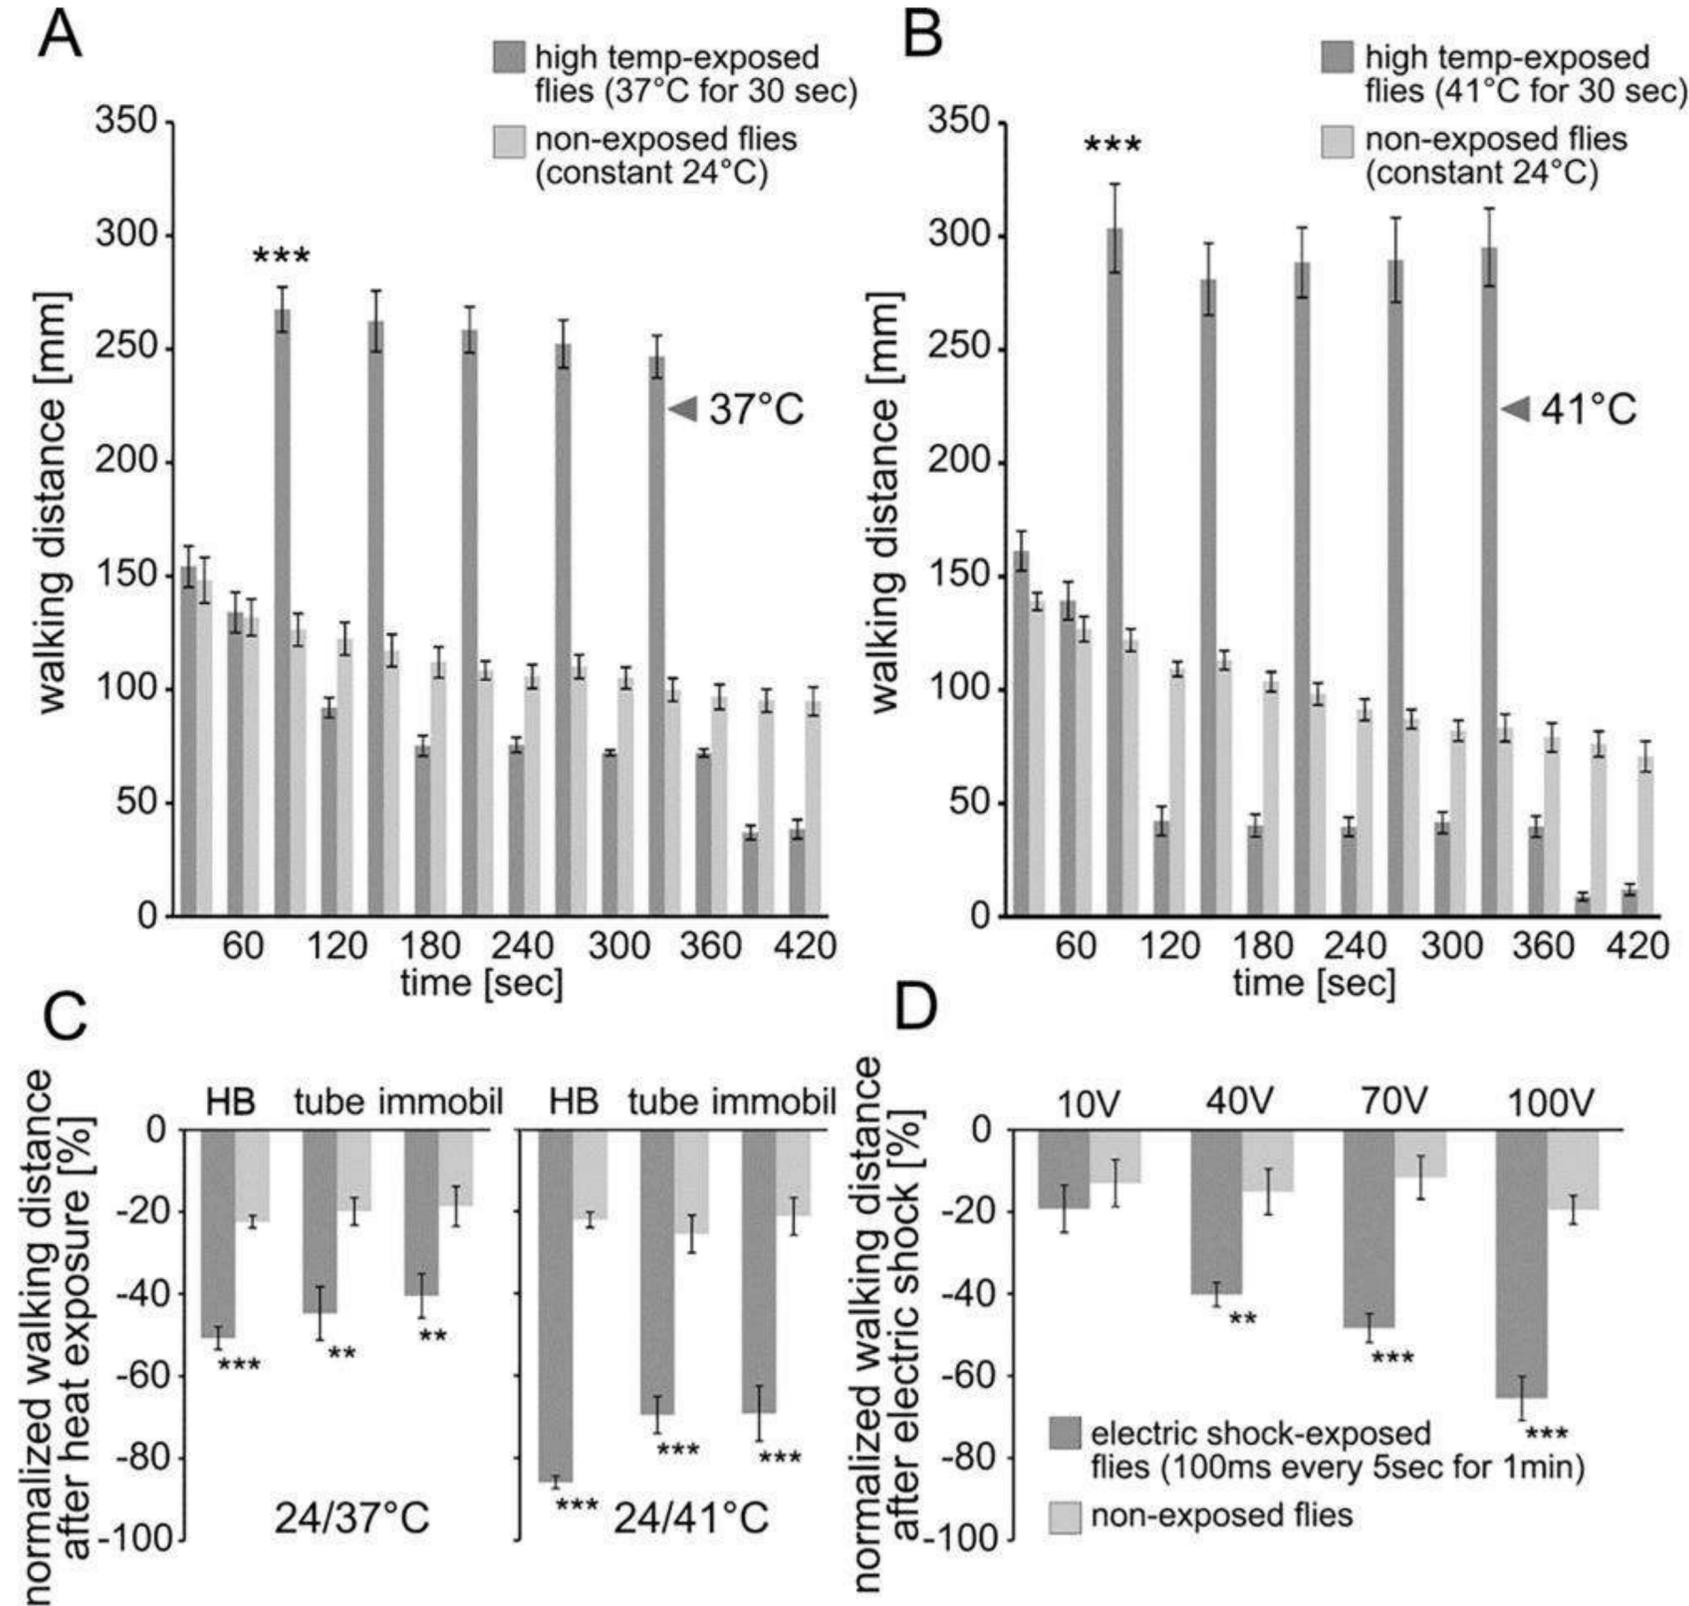 A
high temp-exposed
flies (37°C for 30 sec)
non-exposed flies
(constant 24°C)
350
300
250
200
150
100
50
0
walking distance [mm]
***
37°C
60 120 180 240 300 360 420
time [sec]
B
high temp-exposed
flies (41°C for 30 sec)
non-exposed flies
(constant 24°C)
350
300
250
200
150
100
50
0
walking distance [mm]
***
41°C
60 120 180 240 300 360 420
time [sec]
C
normalized walking distance
after heat exposure [%]
HB tube immobil
0
-20
-40
-60
-80
-100
*** ** **
24/37°C
HB tube immobil
*** *** ***
24/41°C
D
normalized walking distance
after electric shock [%]
10V 40V 70V 100V
0
-20
-40
-60
-80
-100
** *** ***
electric shock-exposed
flies (100ms every 5sec for 1min)
non-exposed flies